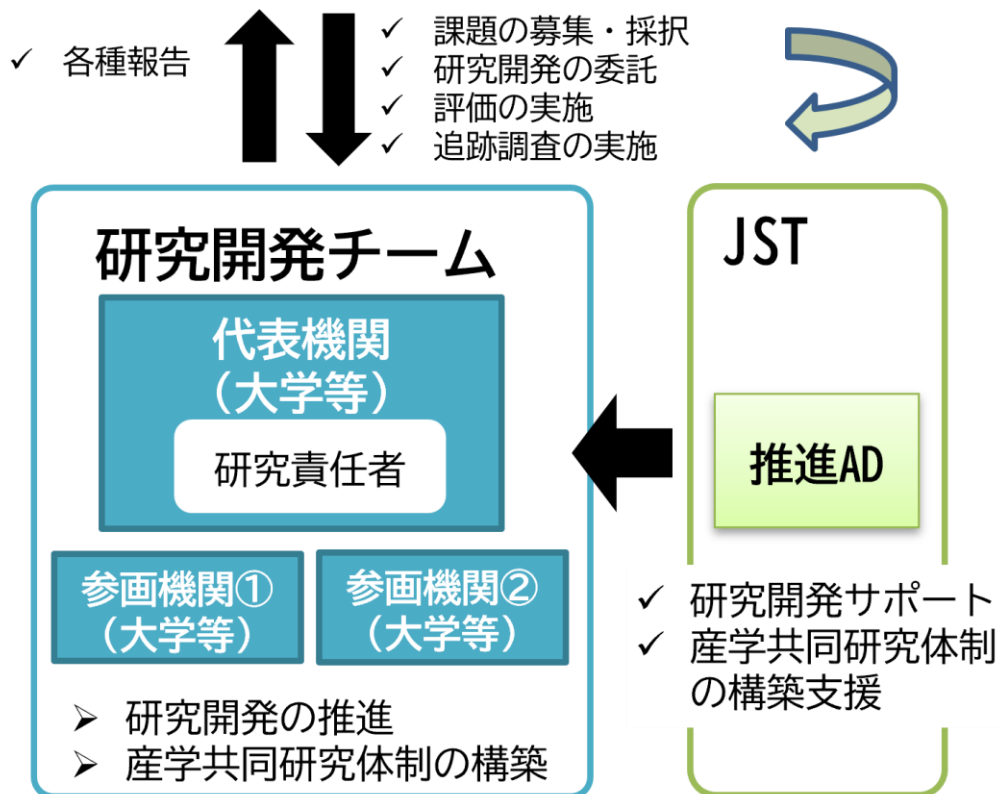 ✓ 各種報告
✓ 課題の募集・採択
✓ 研究開発の委託
✓ 評価の実施
✓ 追跡調査の実施
研究開発チーム
代表機関
（大学等）
研究責任者
参画機関①
（大学等）
参画機関②
（大学等）
➢ 研究開発の推進
➢ 産学共同研究体制の構築
JST
推進AD
✓ 研究開発サポート
✓ 産学共同研究体制
の構築支援